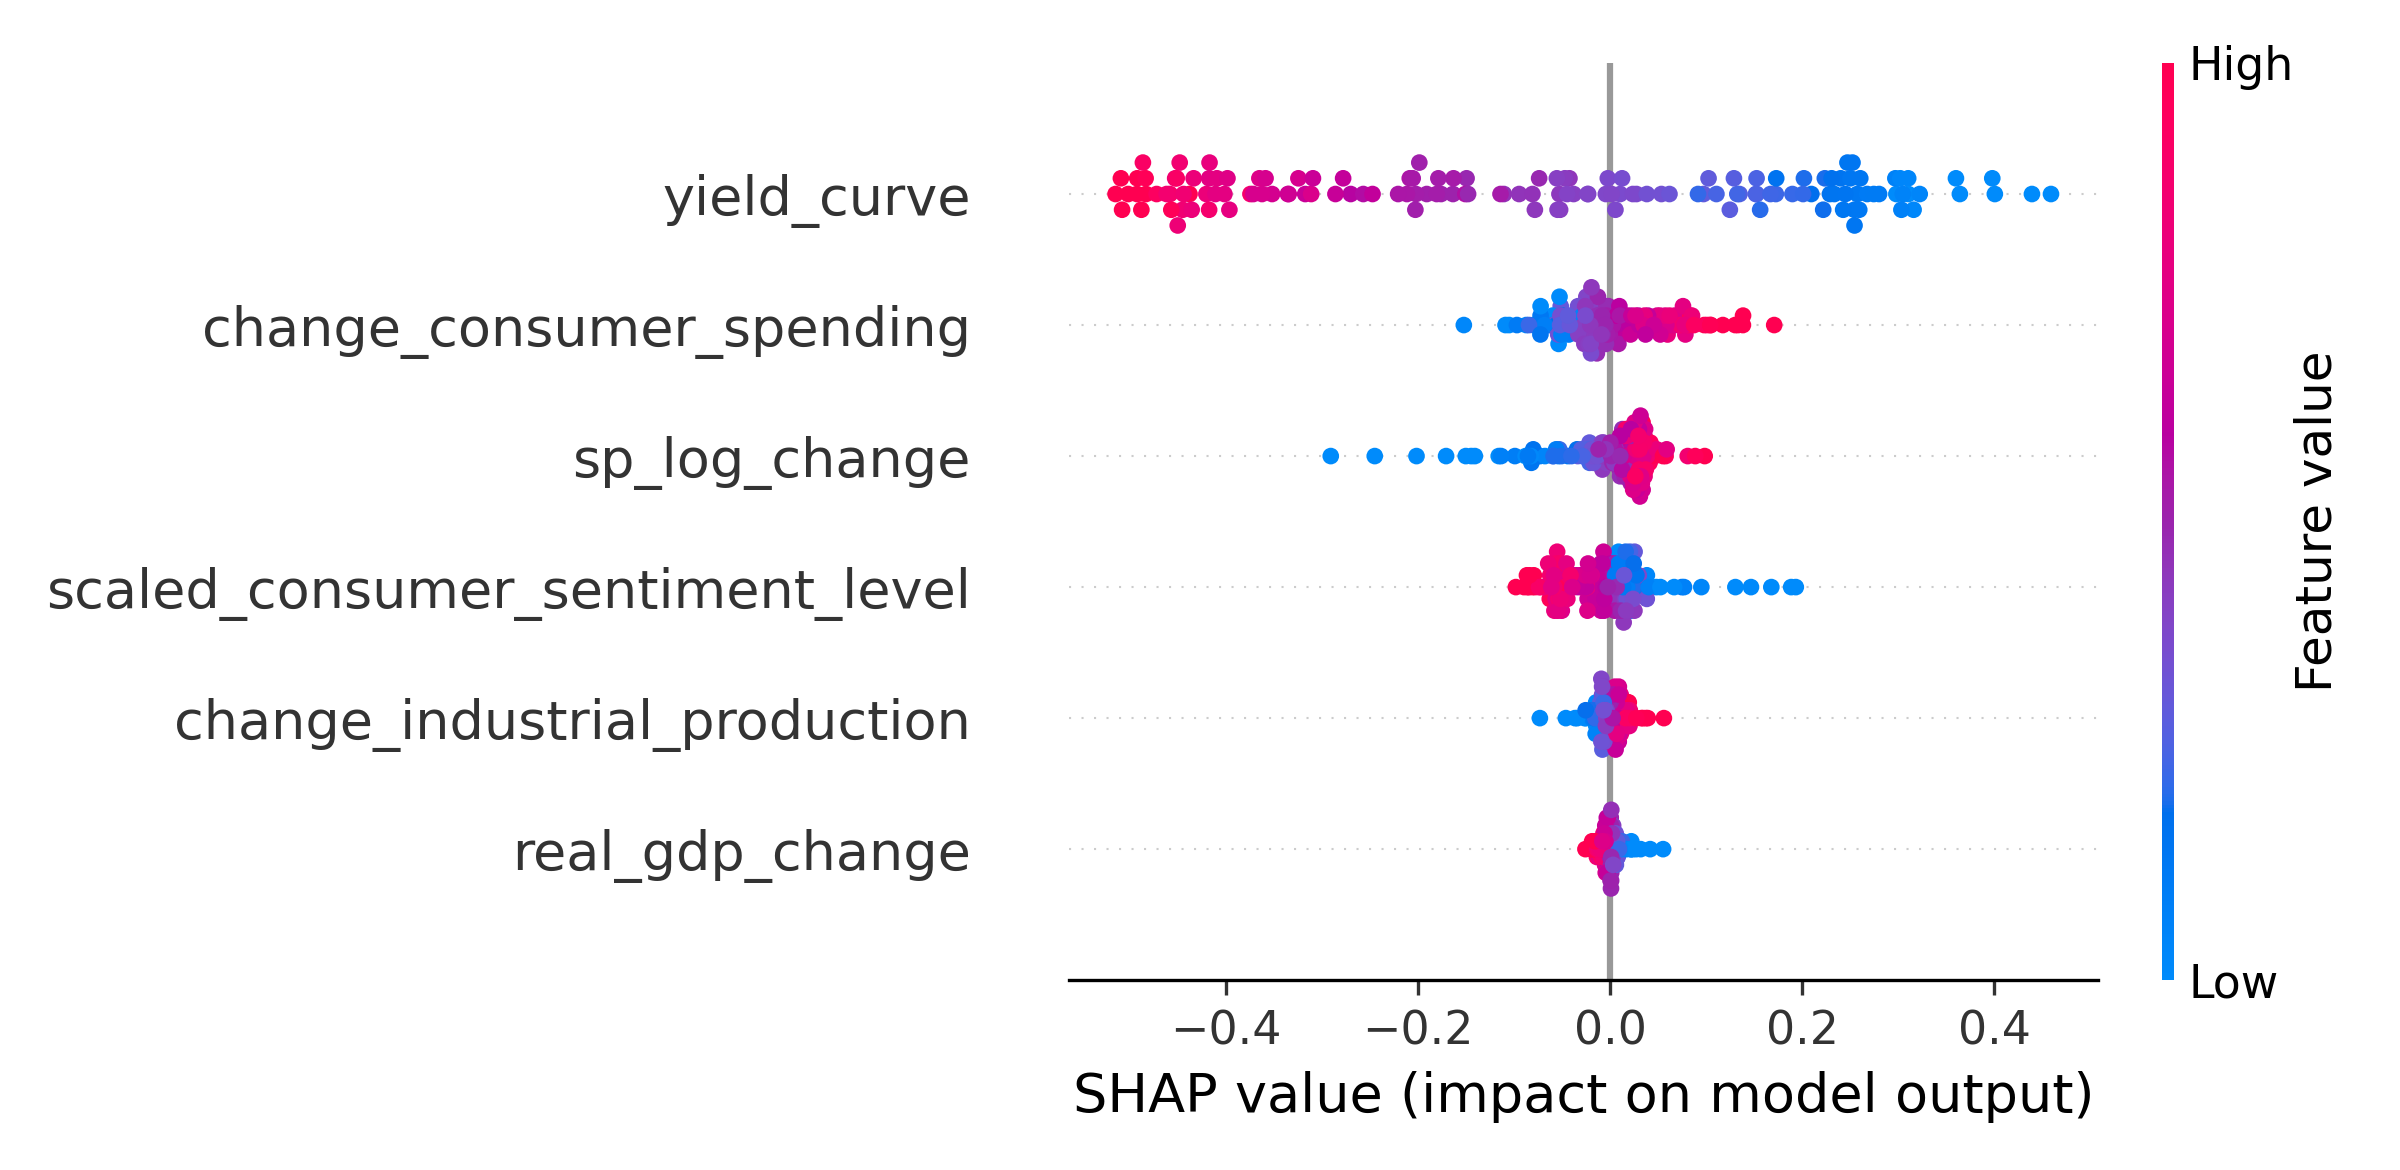 High
yield_curve
change_consumer_spending
sp_log_change
scaled_consumer_sentiment_level
change_industrial_production
real_gdp_change
Feature value
Low
−0.4 −0.2 0.0 0.2 0.4
SHAP value (impact on model output)